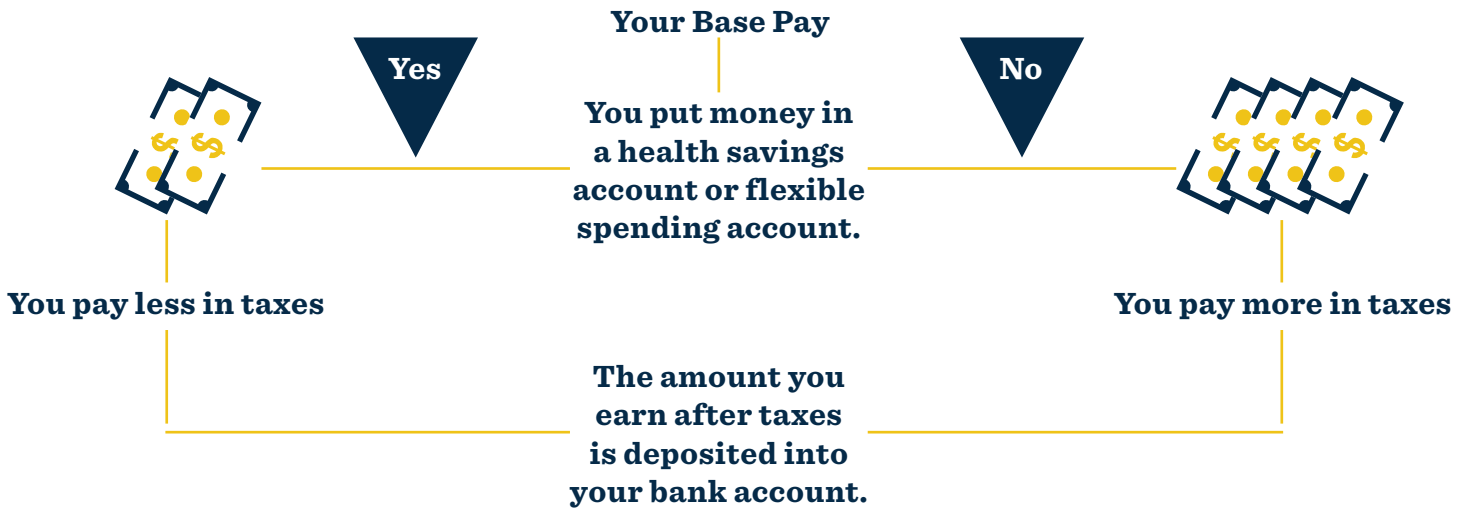 Your Base Pay
Yes
No
You put money in
a health savings
account or flexible
spending account.
$ $
$ $ $ $
You pay less in taxes
You pay more in taxes
The amount you
earn after taxes
is deposited into
your bank account.